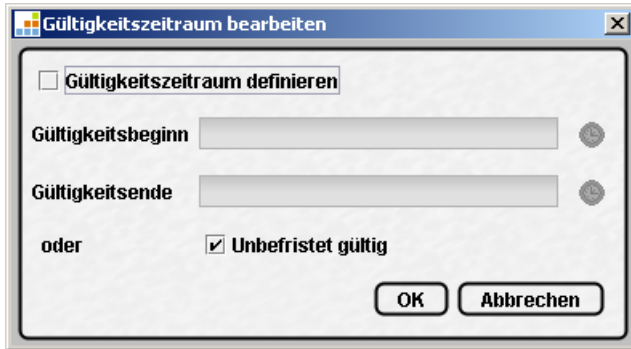 Gültigkeitszeitraum bearbeiten
Gültigkeitszeitraum definieren
Gültigkeitsbeginn
Gültigkeitsende
oder Unbefristet gültig
OK Abbrechen